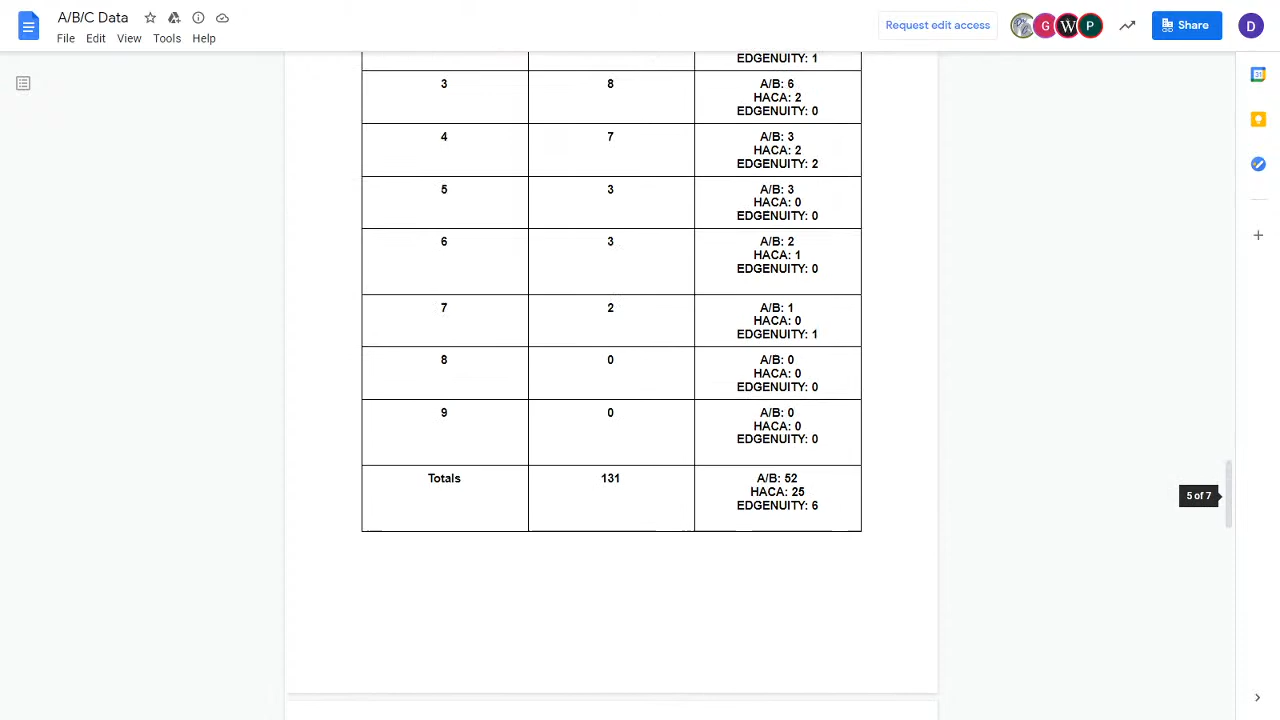 A/B/C Data
File Edit View Tools Help
Request edit access
G W P
Share
D
31
EDGENUITY: 1
3 8 A/B: 6
HACA: 2
EDGENUITY: 0
4 7 A/B: 3
HACA: 2
EDGENUITY: 2
5 3 A/B: 3
HACA: 0
EDGENUITY: 0
6 3 A/B: 2
HACA: 1
EDGENUITY: 0
7 2 A/B: 1
HACA: 0
EDGENUITY: 1
8 0 A/B: 0
HACA: 0
EDGENUITY: 0
9 0 A/B: 0
HACA: 0
EDGENUITY: 0
Totals 131 A/B: 52
HACA: 25
EDGENUITY: 6
5 of 7